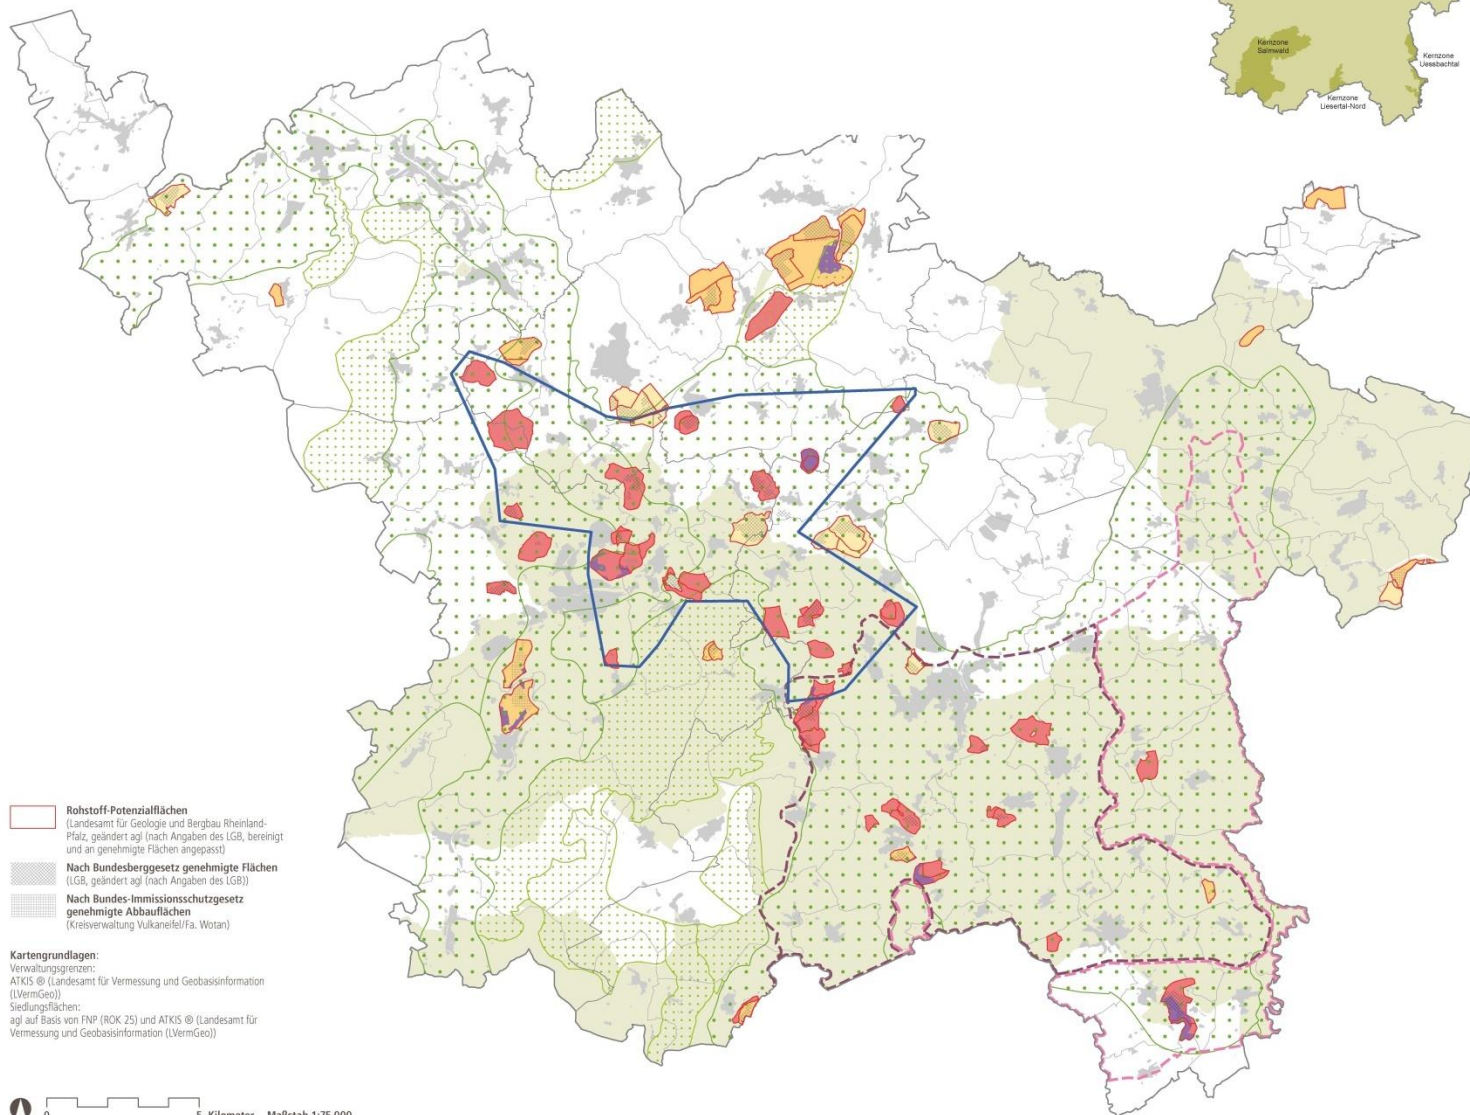 Kernzone
Salmwald
Kernzone
Uessbachtal
Kernzone
Liesertal-Nord
Rohstoff-Potenzialflächen
(Landesamt für Geologie und Bergbau Rheinland-
Pfalz, geändert agl (nach Angaben des LGB, bereinigt
und an genehmigte Flächen angepasst)
Nach Bundesberggesetz genehmigte Flächen
(LGB, geändert agl (nach Angaben des LGB))
Nach Bundes-Immissionsschutzgesetz
genehmigte Abbauflächen
(Kreisverwaltung Vulkaneifel/Fa. Wotan)
Kartengrundlagen:
Verwaltungsgrenzen:
ATKIS ® (Landesamt für Vermessung und Geobasisinformation
(LVermGeo))
Siedlungsflächen:
agl auf Basis von FNP (ROK 25) und ATKIS ® (Landesamt für
Vermessung und Geobasisinformation (LVermGeo))
0 5 Kilometer Maßstab 1:75.000